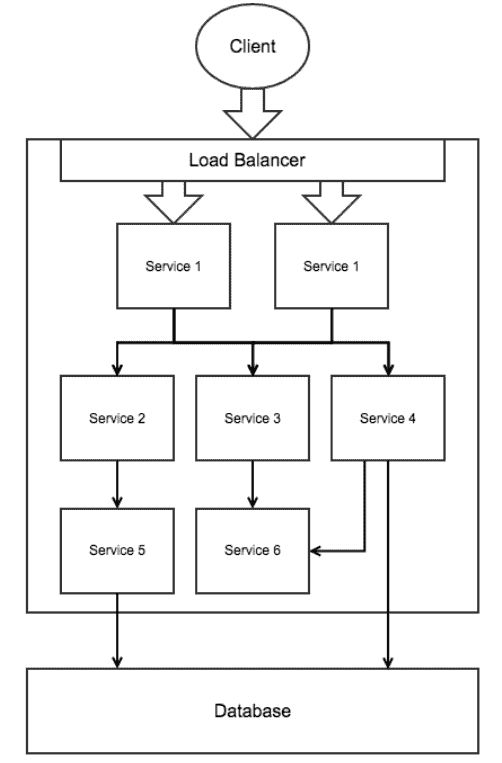 Client
Load Balancer
Service 1
Service 1
Service 2
Service 3
Service 4
Service 5
Service 6
Database